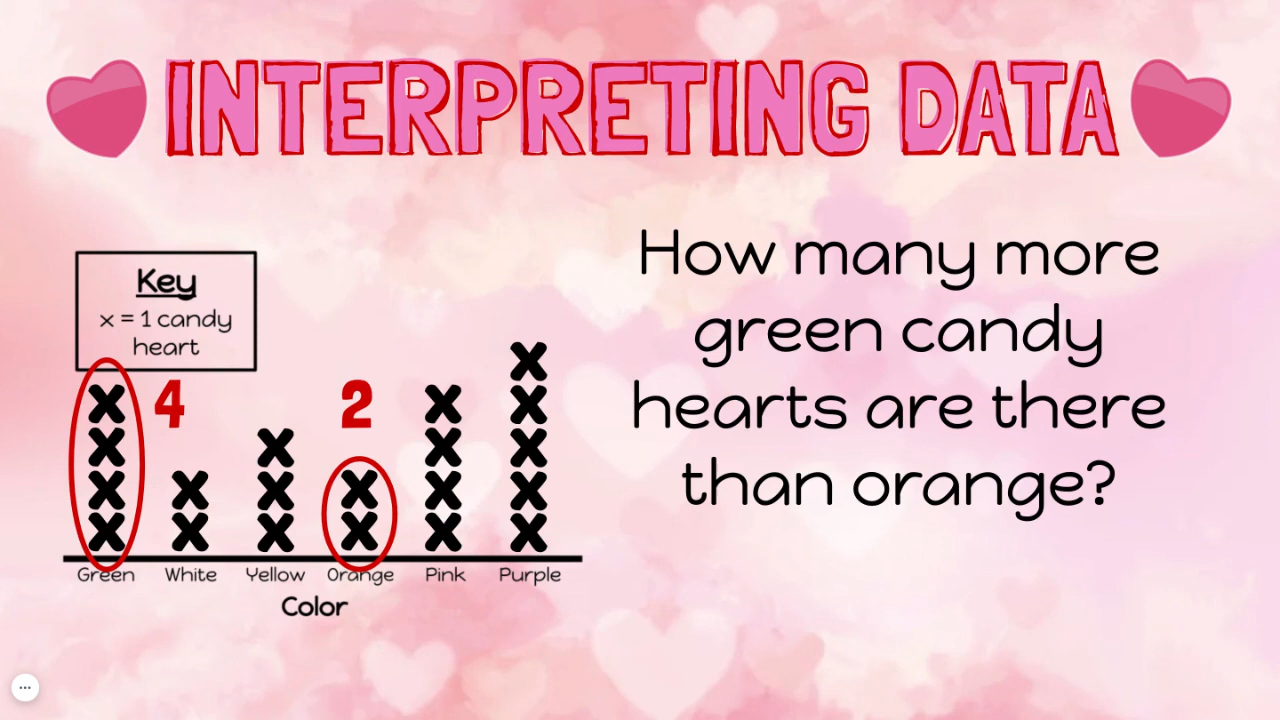 INTERPRETING DATA
Key
x = 1 candy
heart
4
2
Green White Yellow Orange Pink Purple
Color
How many more
green candy
hearts are there
than orange?